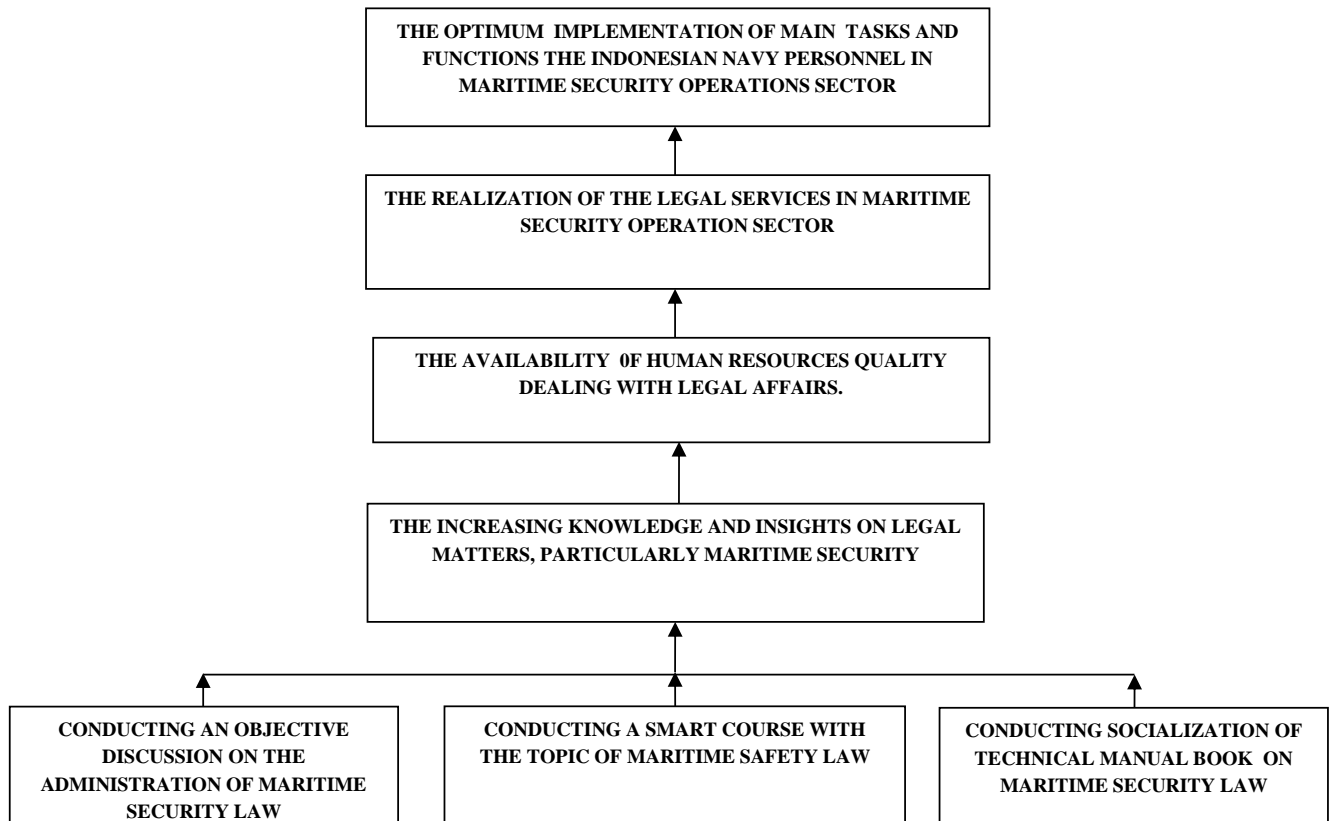 THE OPTIMUM IMPLEMENTATION OF MAIN TASKS AND
FUNCTIONS THE INDONESIAN NAVY PERSONNEL IN
MARITIME SECURITY OPERATIONS SECTOR
THE REALIZATION OF THE LEGAL SERVICES IN MARITIME
SECURITY OPERATION SECTOR
THE AVAILABILITY 0F HUMAN RESOURCES QUALITY
DEALING WITH LEGAL AFFAIRS.
THE INCREASING KNOWLEDGE AND INSIGHTS ON LEGAL
MATTERS, PARTICULARLY MARITIME SECURITY
CONDUCTING AN OBJECTIVE
DISCUSSION ON THE
ADMINISTRATION OF MARITIME
SECURITY LAW
CONDUCTING A SMART COURSE WITH
THE TOPIC OF MARITIME SAFETY LAW
CONDUCTING SOCIALIZATION OF
TECHNICAL MANUAL BOOK ON
MARITIME SECURITY LAW